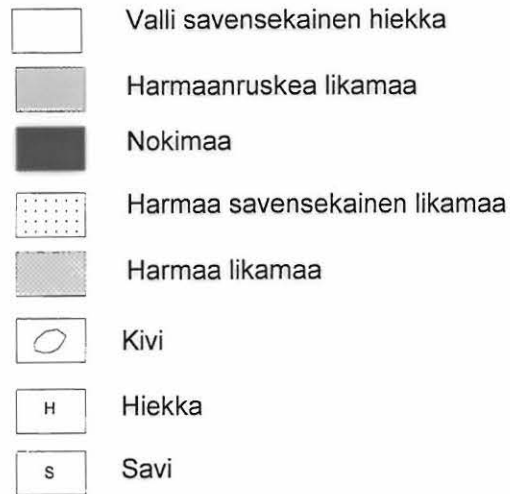 Valli savensekainen hiekka
Harmaanruskea likamaa
Nokimaa
Harmaa savensekainen likamaa
Harmaa likamaa
Kivi
H Hiekka
S Savi